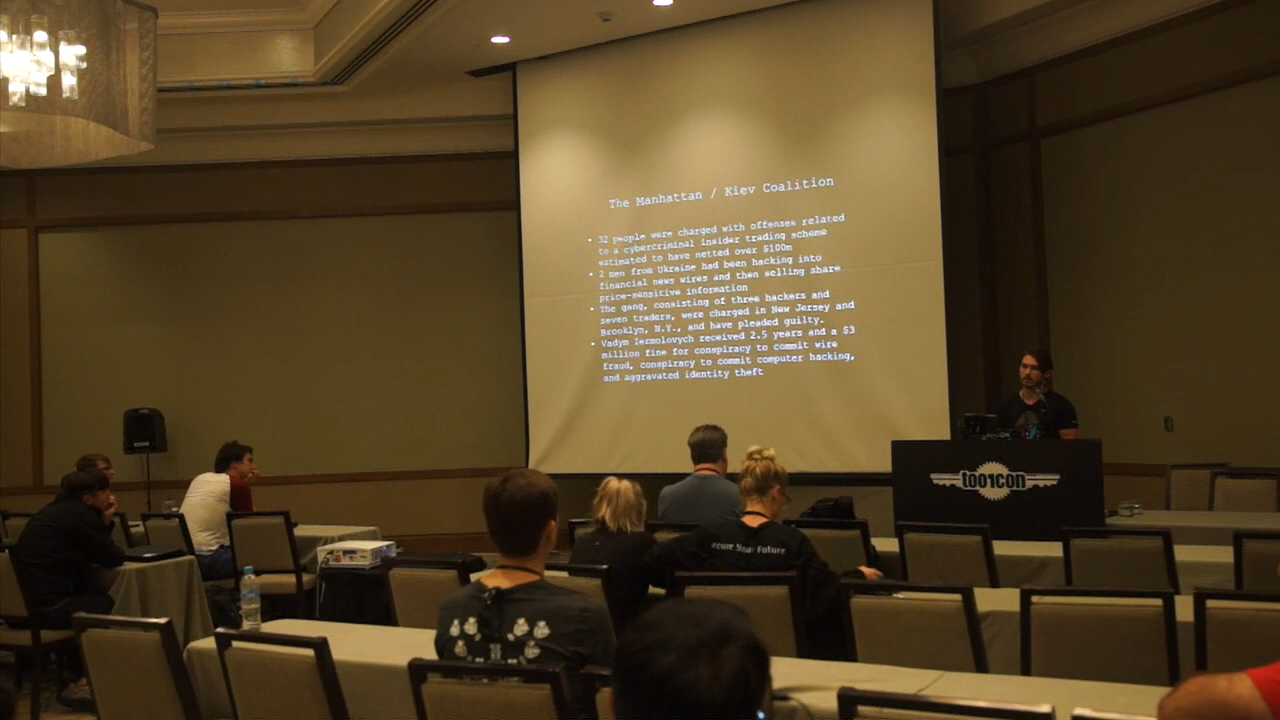 The Manhattan / Kiev Coalition
• 32 people were charged with offenses related
to a cybercriminal insider trading scheme
estimated to have netted over $100m
• 2 men from Ukraine had been hacking into
financial news wires and then selling share
price-sensitive information
• The gang, consisting of three hackers and
seven traders, were charged in New Jersey and
Brooklyn, N.Y., and have pleaded guilty.
• Vadym Iermolovych received 2.5 years and a $3
million fine for conspiracy to commit wire
fraud, conspiracy to commit computer hacking,
and aggravated identity theft
too1con
Your Future